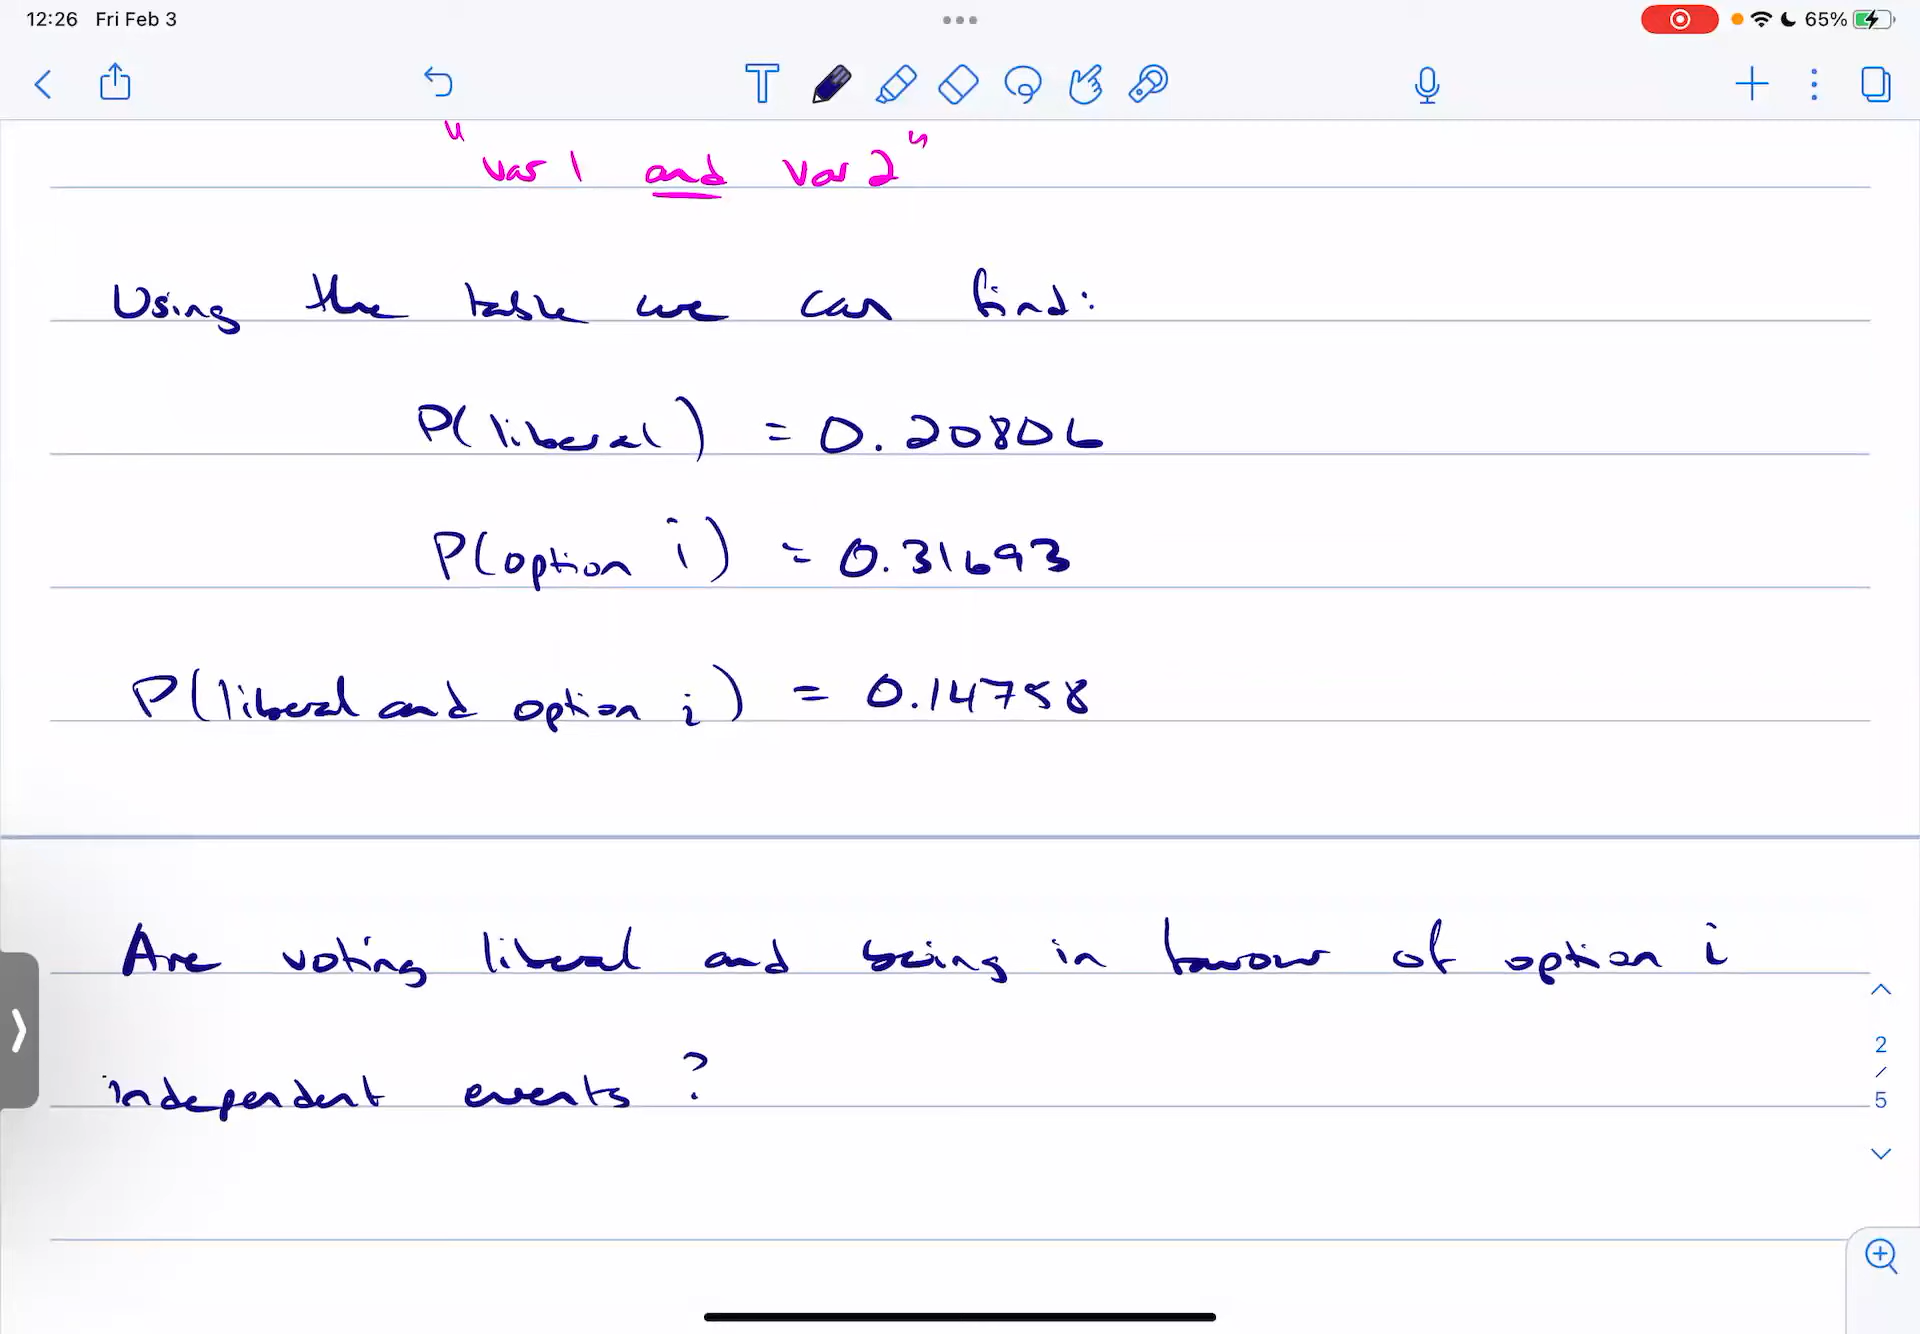 12:26 Fri Feb 3
65%
"var 1 and var 2"
Using the table we can find:
P(liberal) = 0.20806
P(option i) = 0.31693
P(liberal and option i) = 0.14758
Are voting liberal and being in favour of option i
independent events?
2
/
5